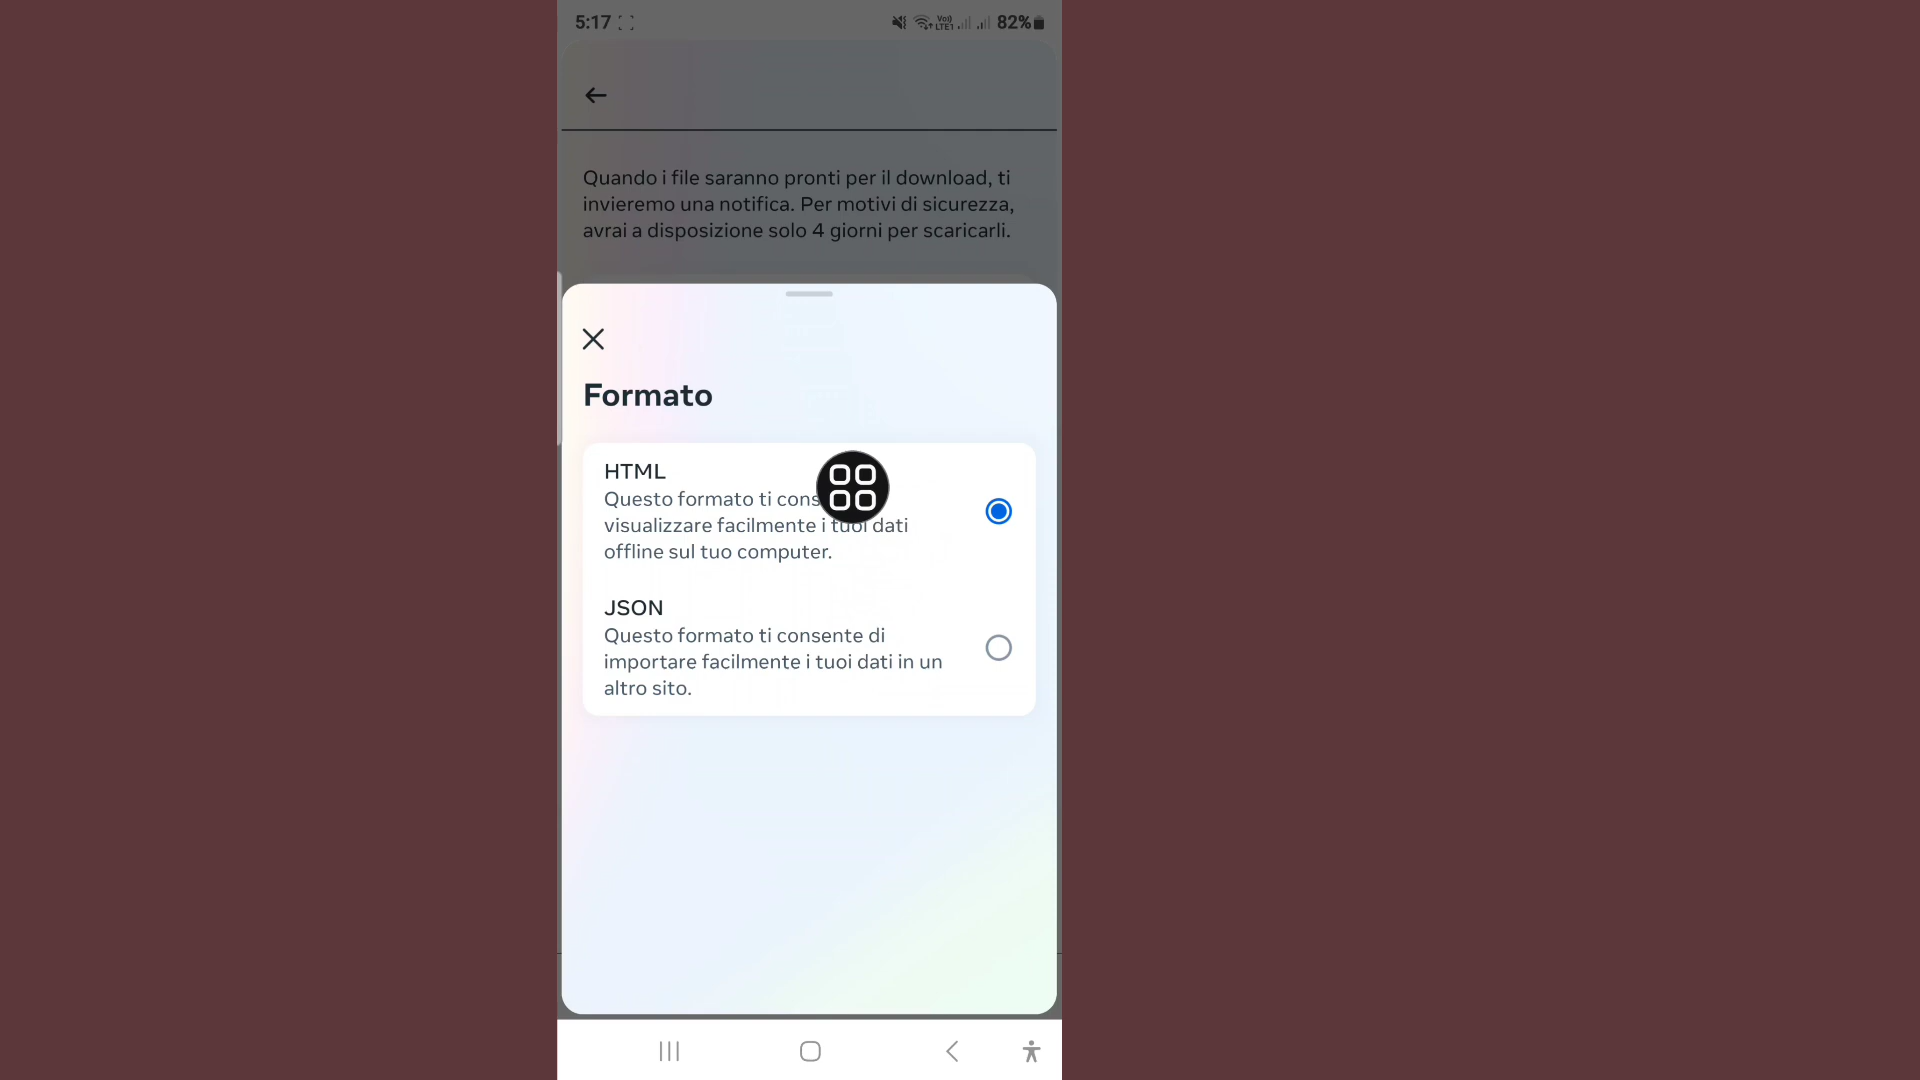 5:17
Vo))
LTE1
82%
Quando i file saranno pronti per il download, ti
invieremo una notifica. Per motivi di sicurezza,
avrai a disposizione solo 4 giorni per scaricarli.
Formato
HTML
Questo formato ti cons
visualizzare facilmente i tuoi dati
offline sul tuo computer.
JSON
Questo formato ti consente di
importare facilmente i tuoi dati in un
altro sito.